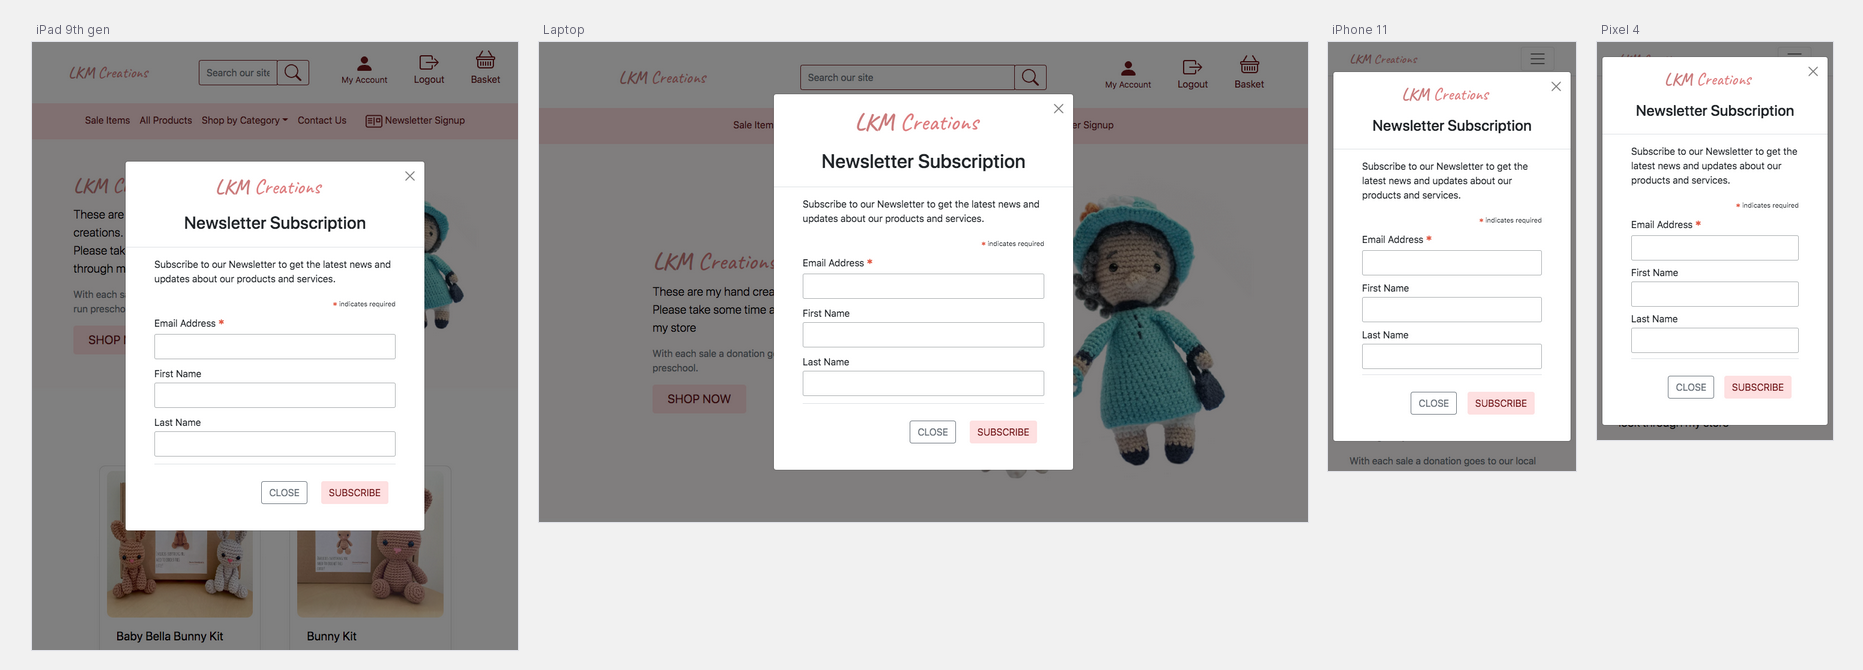 iPad 9th gen
LKM Creations
Search our site
My Account
Logout
Basket
Sale Items
All Products
Shop by Category
Contact Us
Newsletter Signup
LKM C
These are
creations.
Please tak
through m
With each s
run prescho
SHOP
LKM Creations
Newsletter Subscription
Subscribe to our Newsletter to get the latest news and
updates about our products and services.
* indicates required
Email Address *
First Name
Last Name
CLOSE
SUBSCRIBE
Baby Bella Bunny Kit
Bunny Kit
Laptop
LKM Creations
Search our site
My Account
Logout
Basket
Sale Item
er Signup
LKM Creations
These are my hand crea
Please take some time a
my store
With each sale a donation g
preschool.
SHOP NOW
LKM Creations
Newsletter Subscription
Subscribe to our Newsletter to get the latest news and
updates about our products and services.
* indicates required
Email Address *
First Name
Last Name
CLOSE
SUBSCRIBE
iPhone 11
LKM Creations
LKM Creations
Newsletter Subscription
Subscribe to our Newsletter to get the
latest news and updates about our
products and services.
* indicates required
Email Address *
First Name
Last Name
CLOSE
SUBSCRIBE
With each sale a donation goes to our local
Pixel 4
LKM Creations
Newsletter Subscription
Subscribe to our Newsletter to get the
latest news and updates about our
products and services.
* indicates required
Email Address *
First Name
Last Name
CLOSE
SUBSCRIBE
look through my store